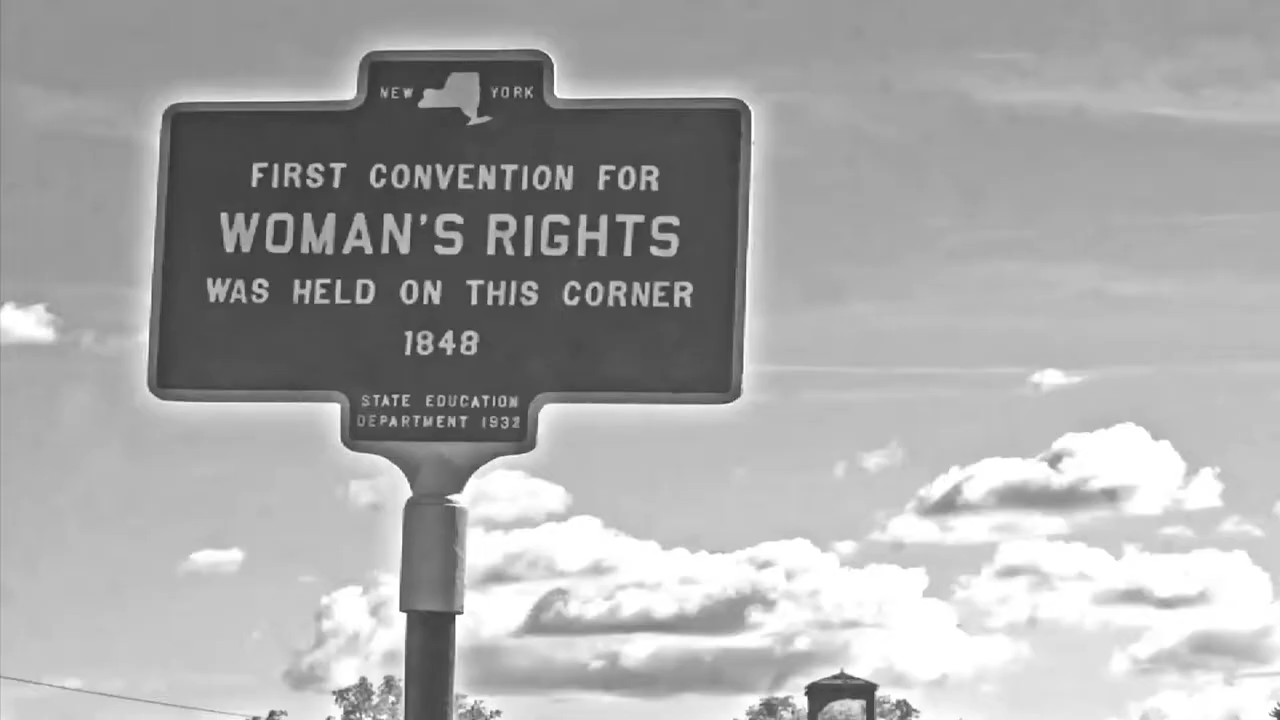 NEW YORK
FIRST CONVENTION FOR
WOMAN'S RIGHTS
WAS HELD ON THIS CORNER
1848
STATE EDUCATION
DEPARTMENT 1932